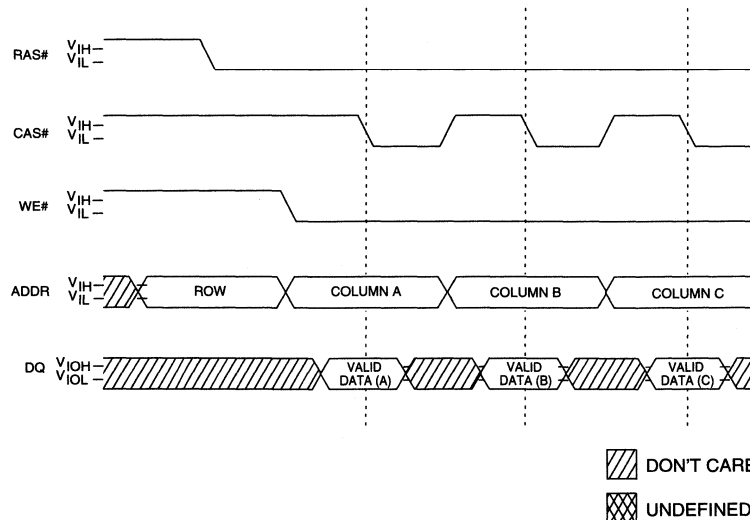 RAS# VIH VIL
CAS# VIH VIL
WE# VIH VIL
ADDR VIH VIL ROW COLUMN A COLUMN B COLUMN C
DQ VIOH VIOL VALID DATA (A) VALID DATA (B) VALID DATA (C)
DON'T CARE
UNDEFINED